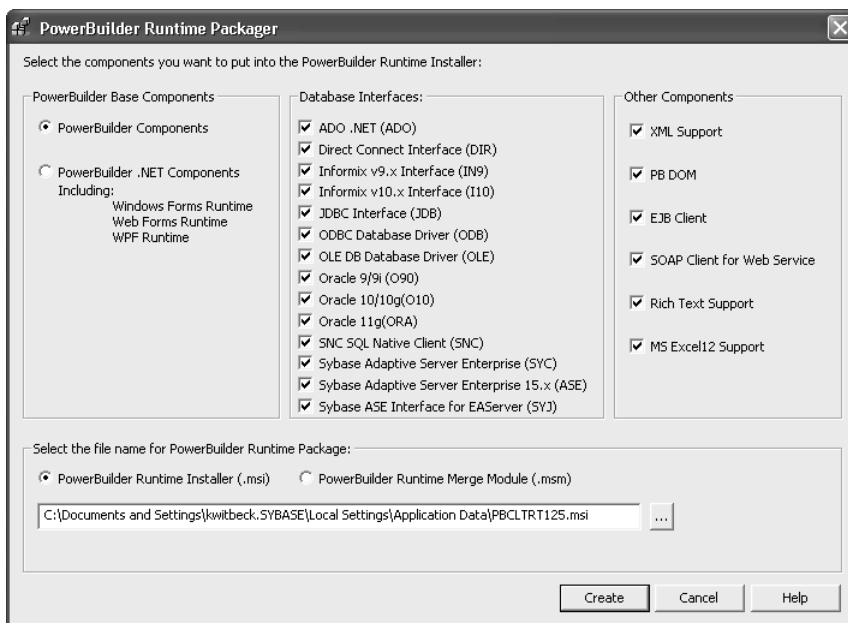 PowerBuilder Runtime Packager
Select the components you want to put into the PowerBuilder Runtime Installer:
PowerBuilder Base Components
PowerBuilder Components
PowerBuilder .NET Components
Including:
Windows Forms Runtime
Web Forms Runtime
WPF Runtime
Database Interfaces:
ADO .NET (ADO)
Direct Connect Interface (DIR)
Informix v9.x Interface (IN9)
Informix v10.x Interface (I10)
JDBC Interface (JDB)
ODBC Database Driver (ODB)
OLE DB Database Driver (OLE)
Oracle 9/9i (O90)
Oracle 10/10g(O10)
Oracle 11g(ORA)
SNC SQL Native Client (SNC)
Sybase Adaptive Server Enterprise (SYC)
Sybase Adaptive Server Enterprise 15.x (ASE)
Sybase ASE Interface for EAServer (SYJ)
Other Components
XML Support
PB DOM
EJB Client
SOAP Client for Web Service
Rich Text Support
MS Excel12 Support
Select the file name for PowerBuilder Runtime Package:
PowerBuilder Runtime Installer (.msi)
PowerBuilder Runtime Merge Module (.msm)
C:\Documents and Settings\kwitbeck.SYBASE\Local Settings\Application Data\PBCLTRT125.msi
...
Create
Cancel
Help